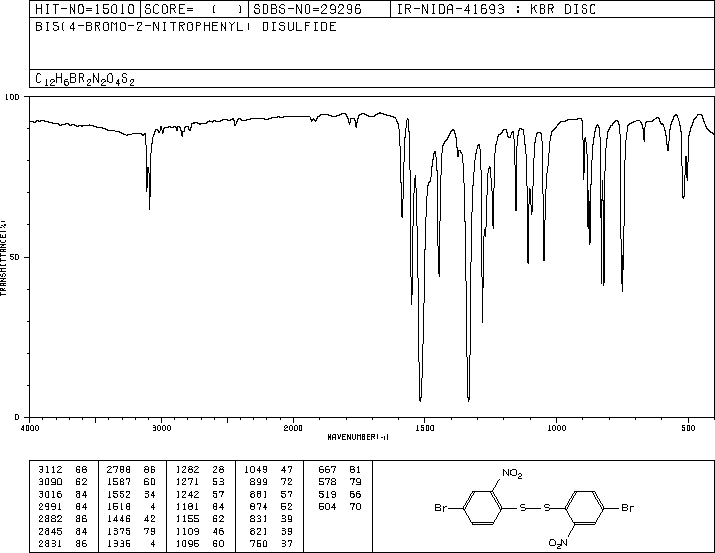 HIT-NO=15010 SCORE= ( ) SDBS-NO=29296 IR-NIDA-41693 : KBR DISC
BIS(4-BROMO-2-NITROPHENYL) DISULFIDE
C12H6BR2N2O4S2
100
50
0
TRANSMITTANCE(%)
4000 3000 2000 1500 1000 500
WAVENUMBER(-1)
3112 68 2788 86 1282 28 1049 47 667 81
3090 62 1587 60 1271 53 899 72 578 79
3016 84 1552 34 1242 57 881 57 519 66
2991 84 1518 4 1181 84 874 52 504 70
2882 86 1446 42 1155 62 831 39
2845 84 1375 79 1109 46 821 39
2831 86 1336 4 1096 60 750 37
NO2
Br S S Br
O2N